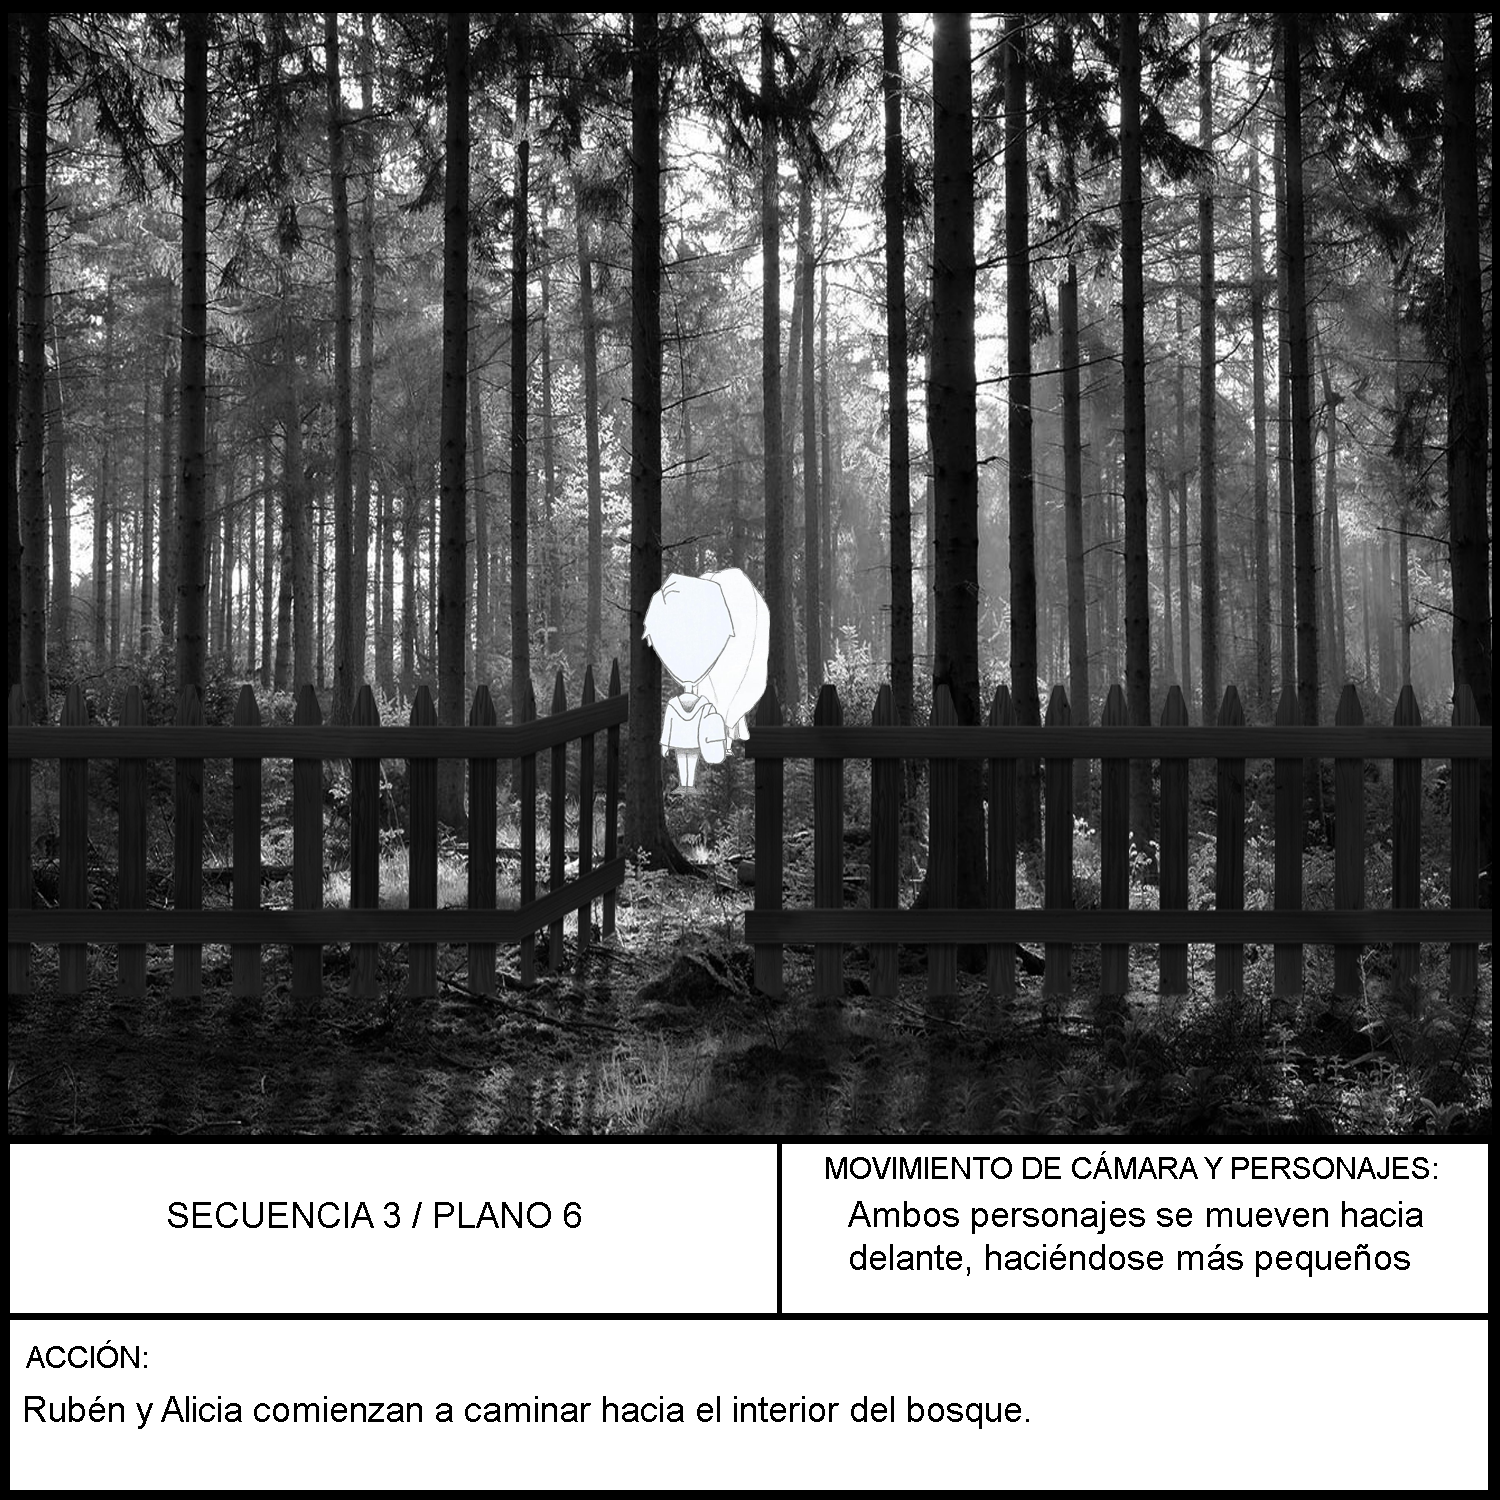 SECUENCIA 3 / PLANO 6
MOVIMIENTO DE CÁMARA Y PERSONAJES:
Ambos personajes se mueven hacia
delante, haciéndose más pequeños
ACCIÓN:
Rubén y Alicia comienzan a caminar hacia el interior del bosque.